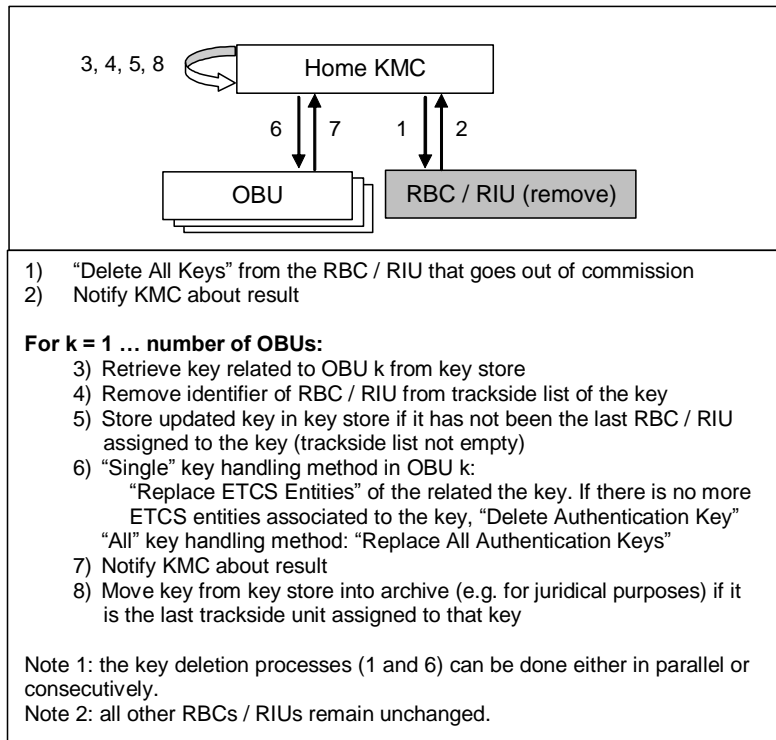 3, 4, 5, 8
Home KMC
6
7
1
2
OBU
RBC / RIU (remove)
1) “Delete All Keys” from the RBC / RIU that goes out of commission
2) Notify KMC about result
For k = 1 … number of OBUs:
3) Retrieve key related to OBU k from key store
4) Remove identifier of RBC / RIU from trackside list of the key
5) Store updated key in key store if it has not been the last RBC / RIU
assigned to the key (trackside list not empty)
6) “Single” key handling method in OBU k:
“Replace ETCS Entities” of the related the key. If there is no more
ETCS entities associated to the key, “Delete Authentication Key”
“All” key handling method: “Replace All Authentication Keys”
7) Notify KMC about result
8) Move key from key store into archive (e.g. for juridical purposes) if it
is the last trackside unit assigned to that key
Note 1: the key deletion processes (1 and 6) can be done either in parallel or
consecutively.
Note 2: all other RBCs / RIUs remain unchanged.